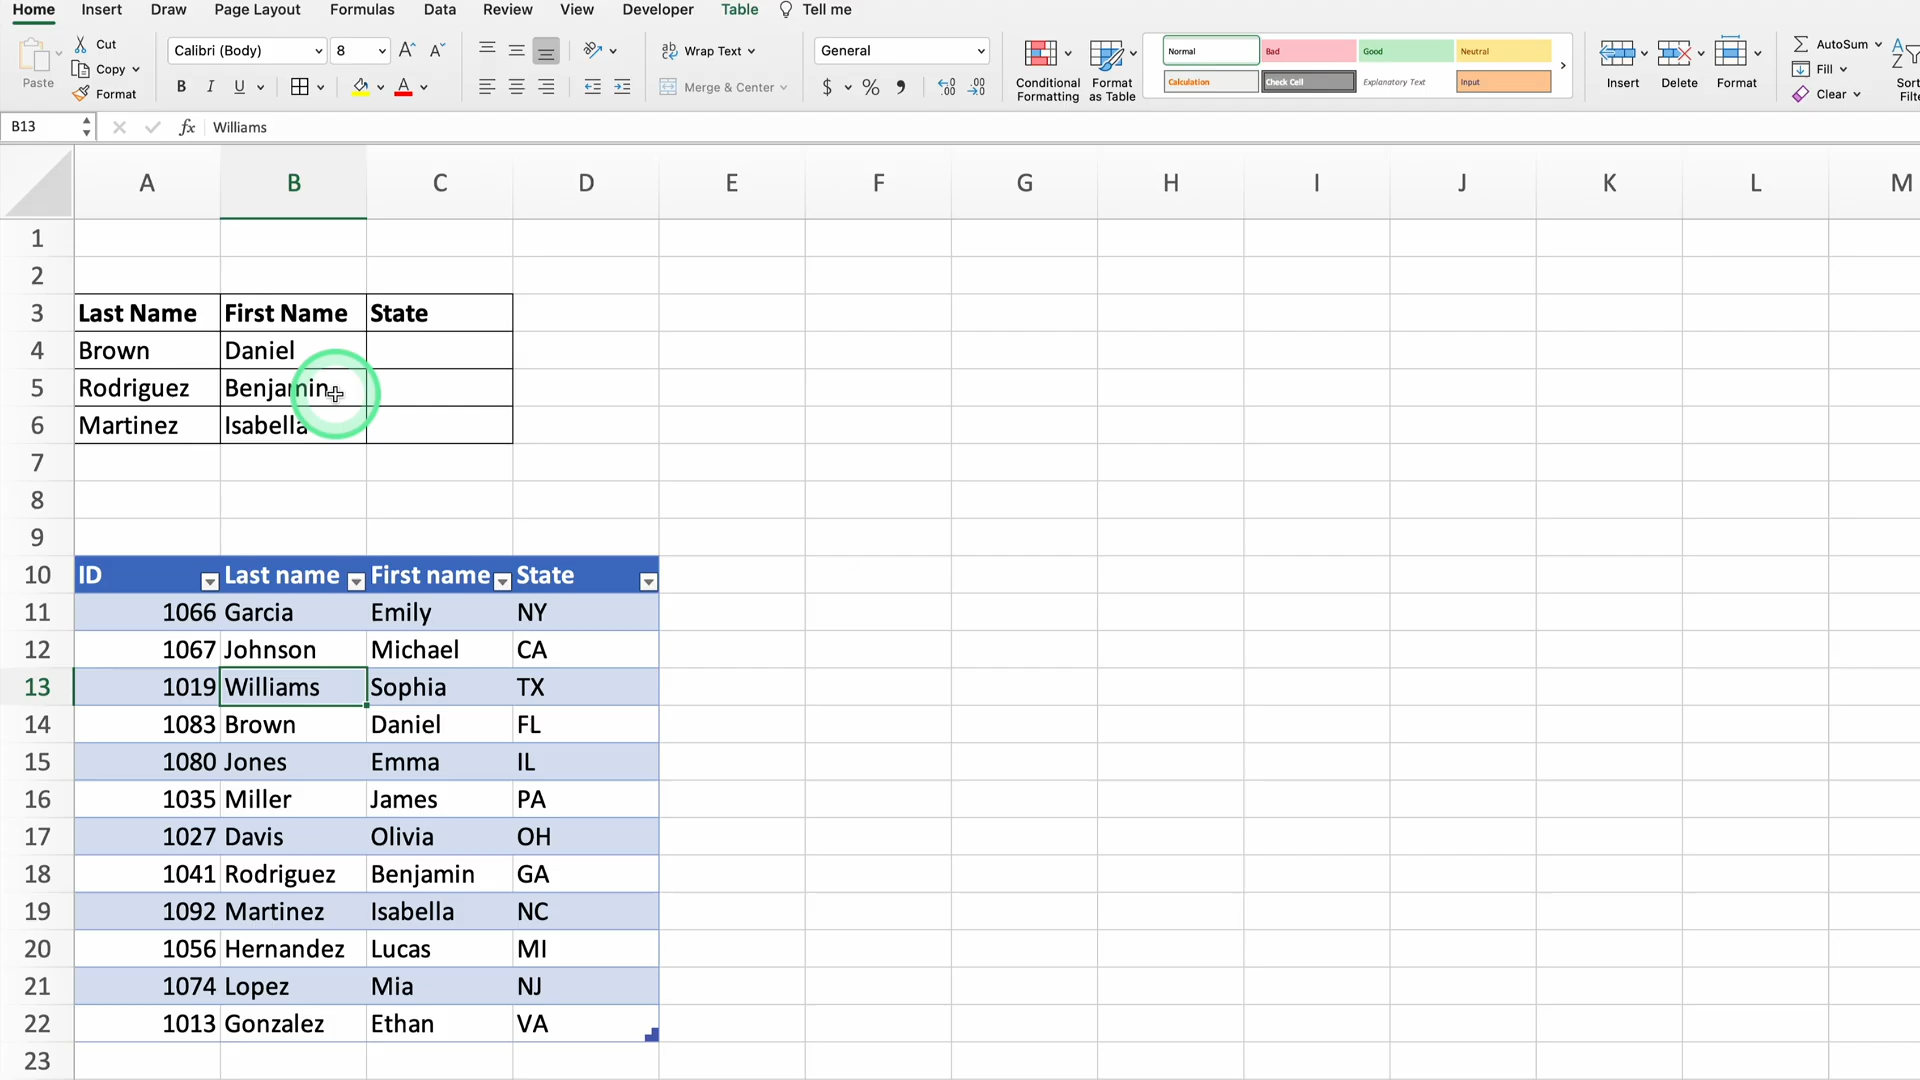 Home Insert Draw Page Layout Formulas Data Review View Developer Table Tell me
Paste Cut Copy Format
Calibri (Body) 8
B I U
Wrap Text
Merge & Center
General
$ %
Conditional Formatting
Format as Table
Normal Bad Good Neutral
Calculation Check Cell Explanatory Text Input
Insert Delete Format
AutoSum
Fill
Clear
B13 fx Williams
A B C D E F G H I J K L M
1
2
3 Last Name First Name State
4 Brown Daniel
5 Rodriguez Benjamin
6 Martinez Isabella
7
8
9
10 ID Last name First name State
11 1066 Garcia Emily NY
12 1067 Johnson Michael CA
13 1019 Williams Sophia TX
14 1083 Brown Daniel FL
15 1080 Jones Emma IL
16 1035 Miller James PA
17 1027 Davis Olivia OH
18 1041 Rodriguez Benjamin GA
19 1092 Martinez Isabella NC
20 1056 Hernandez Lucas MI
21 1074 Lopez Mia NJ
22 1013 Gonzalez Ethan VA
23